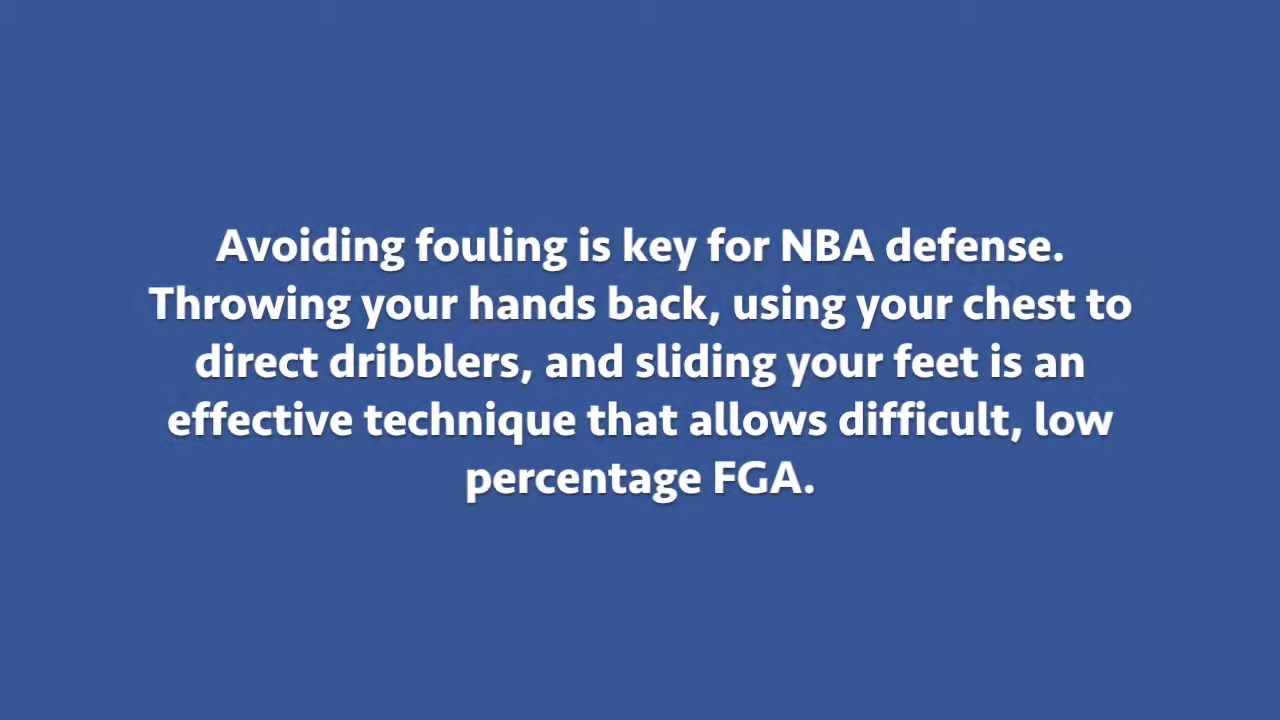 Avoiding fouling is key for NBA defense.
Throwing your hands back, using your chest to
direct dribblers, and sliding your feet is an
effective technique that allows difficult, low
percentage FGA.